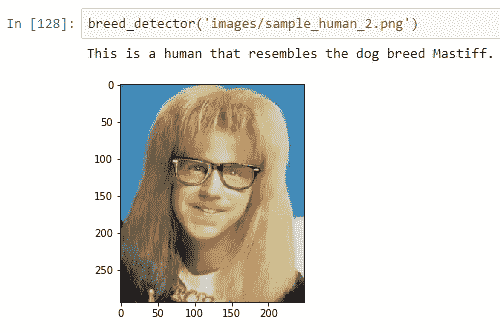 In [128]: breed_detector('images/sample_human_2.png')
This is a human that resembles the dog breed Mastiff.
0
50
100
150
200
250
0 50 100 150 200